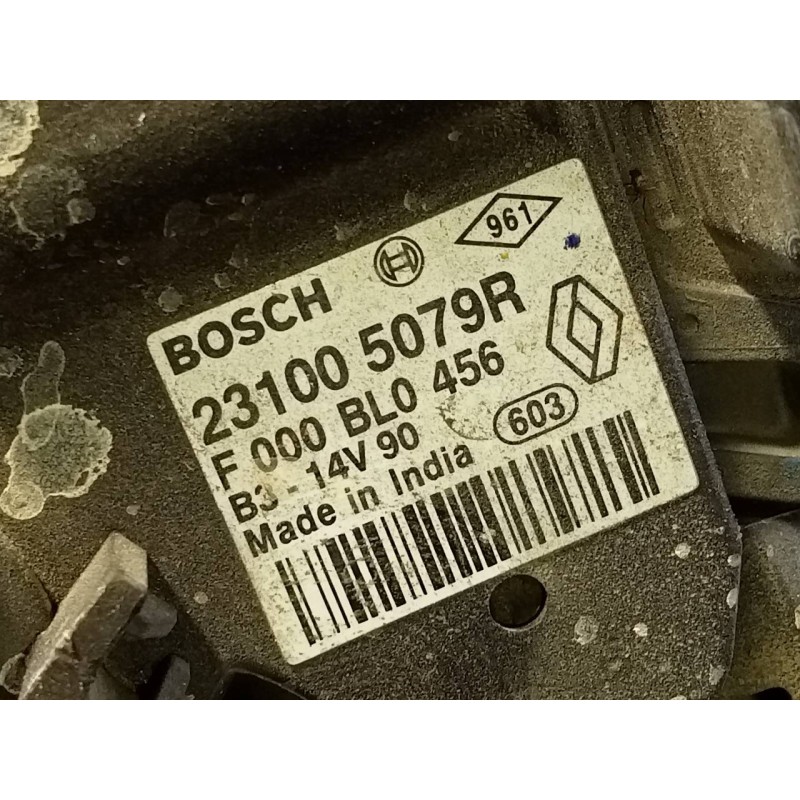 961
BOSCH
23100 5079R
F 000 BL0 456
B3 - 14V 90
603
Made in India